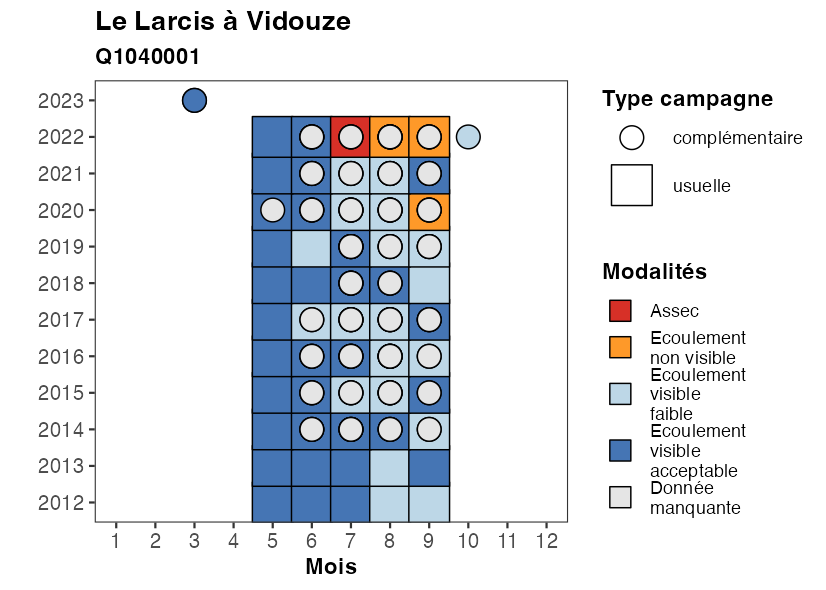 Le Larcis à Vidouze
Q1040001
2023
2022
2021
2020
2019
2018
2017
2016
2015
2014
2013
2012
1 2 3 4 5 6 7 8 9 10 11 12
Mois
Type campagne
complémentaire
usuelle
Modalités
Assec
Ecoulement
non visible
Ecoulement
visible
faible
Ecoulement
visible
acceptable
Donnée
manquante